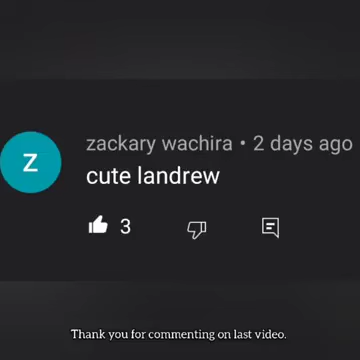 Z
zackary wachira • 2 days ago
cute landrew
3
Thank you for commenting on last video.